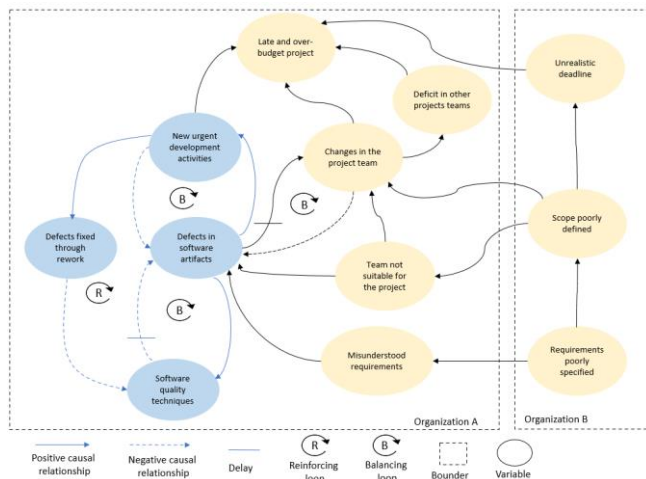 Late and over-
budget project
Unrealistic
deadline
Deficit in other
projects teams
New urgent
development
activities
Changes in the
project team
B
B
Scope poorly
defined
Defects fixed
through
rework
Defects in
software
artifacts
Team not
suitable for
the project
R
B
Misunderstood
requirements
Requirements
poorly
specified
Software
quality
techniques
Organization A
Organization B
R
B
Positive causal
relationship
Negative causal
relationship
Delay
Reinforcing
loop
Balancing
loop
Bounder
Variable